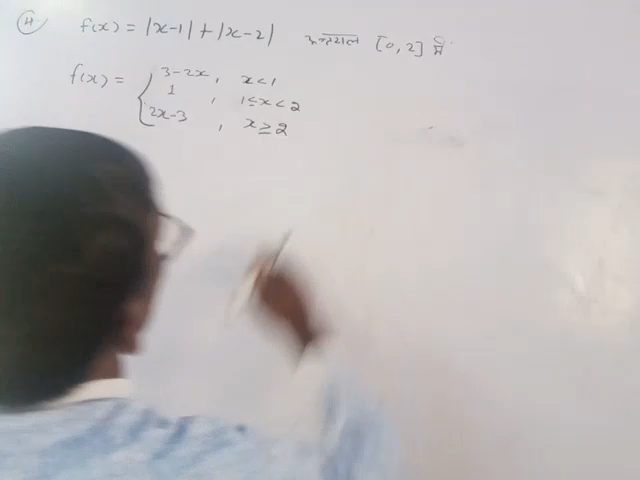 4 f(x) = |x-1| + |x-2| अन्तराल [0, 2] में
f(x) = { 3-2x, x<1
1 , 1≤x<2
2x-3 , x≥2